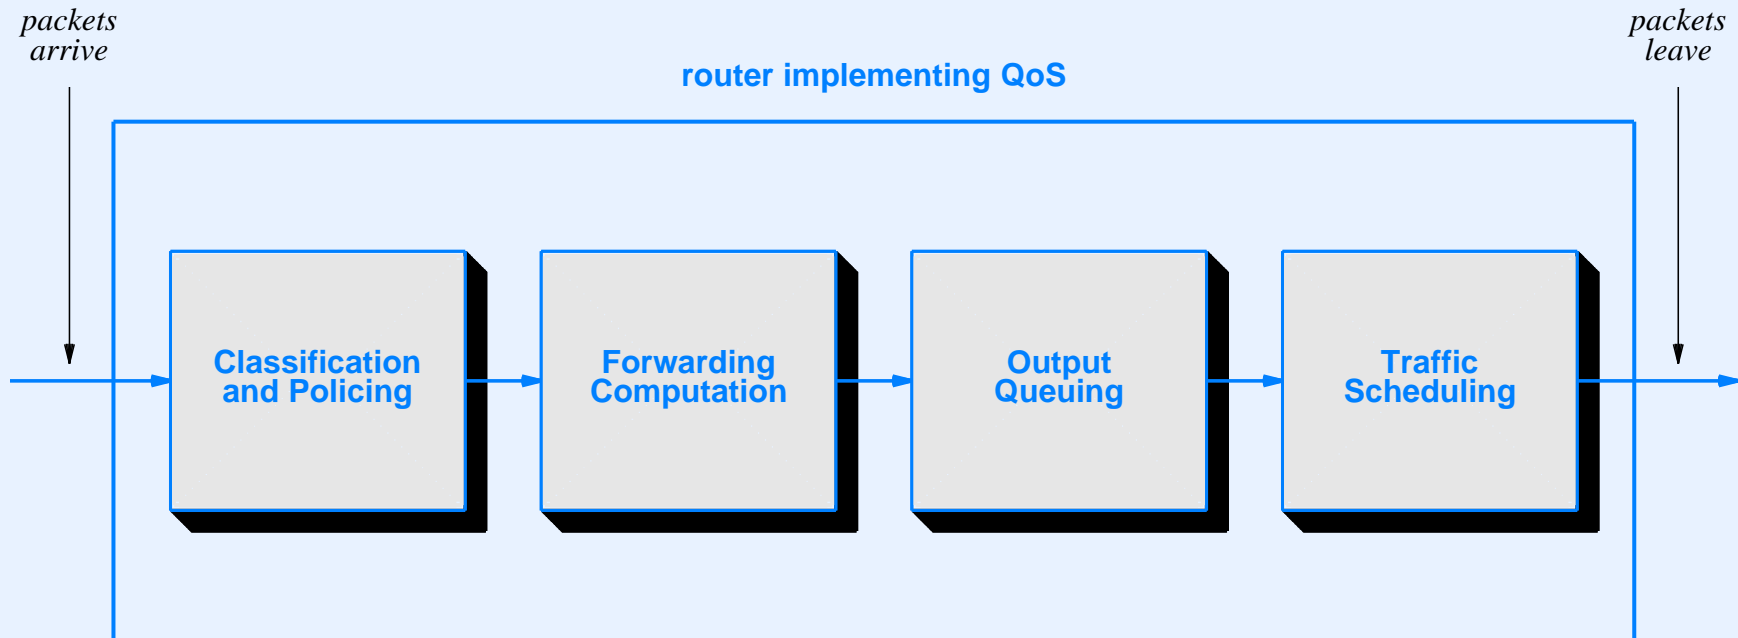 packets
arrive
packets
leave
router implementing QoS
Classification
and Policing
Forwarding
Computation
Output
Queuing
Traffic
Scheduling